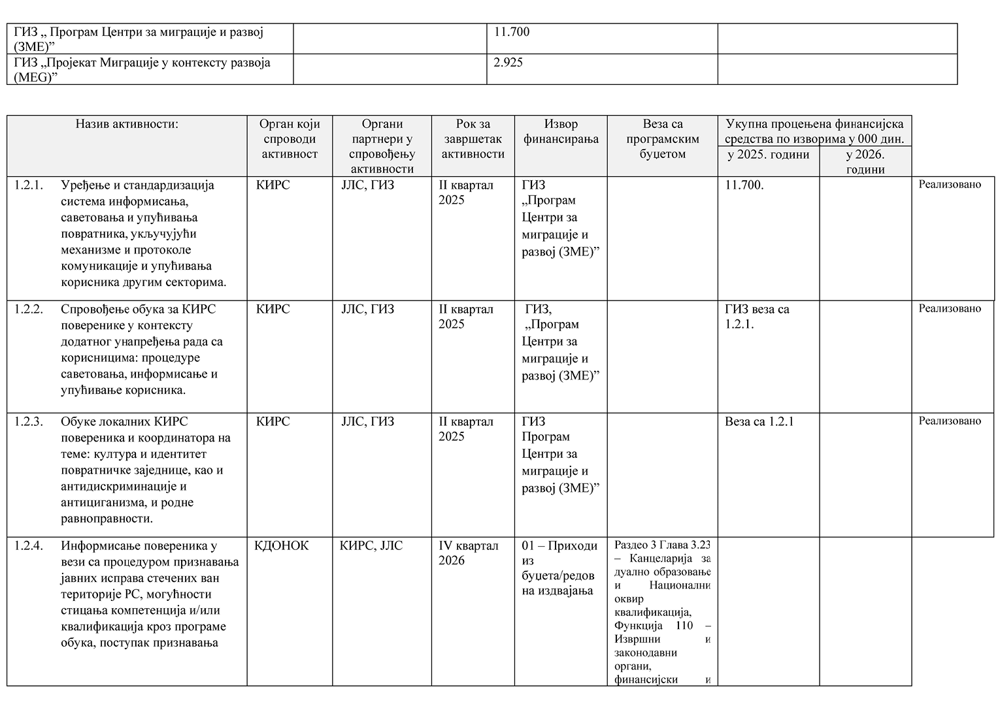 ГИЗ „ Програм Центри за миграције и развој
(ЗМЕ)”
11.700
ГИЗ „Пројекат Миграције у контексту развоја
(MEG)”
2.925
Назив активности:
Орган који
спроводи
активност
Органи
партнери у
спровођењу
активности
Рок за
завршетак
активности
Извор
финансирања
Веза са
програмским
буџетом
Укупна процењена финансијска
средства по изворима у 000 дин.
у 2025. години
у 2026.
години
1.2.1. Уређење и стандардизација
система информисања,
саветовања и упућивања
повратника, укључујући
механизме и протоколе
комуникације и упућивања
корисника другим секторима.
КИРС
ЈЛС, ГИЗ
II квартал
2025
ГИЗ
„Програм
Центри за
миграције и
развој (ЗМЕ)”
11.700.
Реализовано
1.2.2. Спровођење обука за КИРС
поверенике у контексту
додатног унапређења рада са
корисницима: процедуре
саветовања, информисање и
упућивање корисника.
КИРС
ЈЛС, ГИЗ
II квартал
2025
ГИЗ,
„Програм
Центри за
миграције и
развој (ЗМЕ)”
ГИЗ веза са
1.2.1.
Реализовано
1.2.3. Обуке локалних КИРС
повереника и координатора на
теме: култура и идентитет
повратничке заједнице, као и
антидискриминације и
антициганизма, и родне
равноправности.
КИРС
ЈЛС, ГИЗ
II квартал
2025
ГИЗ
Програм
Центри за
миграције и
развој (ЗМЕ)”
Веза са 1.2.1
Реализовано
1.2.4. Информисање повереника у
вези са процедуром признавања
јавних исправа стечених ван
територије РС, могућности
стицања компетенција и/или
квалификација кроз програме
обука, поступак признавања
КДОНОК
КИРС, ЈЛС
IV квартал
2026
01 – Приходи
из
буџета/редов
на издвајања
Раздео 3 Глава 3.23
– Канцеларија за
дуално образовање
и Национални
оквир
квалификација,
Функција 110 –
Извршни и
законодавни
органи,
финансијски и